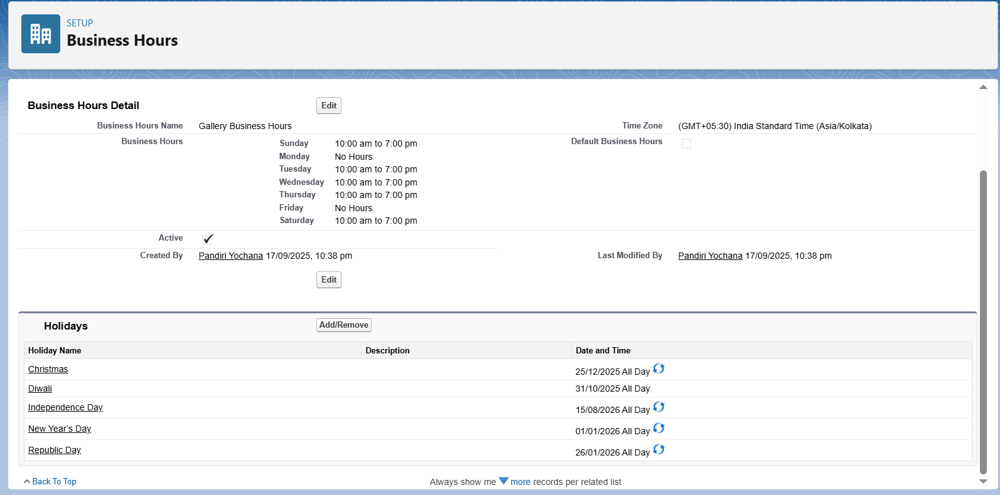 SETUP
Business Hours
Business Hours Detail Edit
Business Hours Name Gallery Business Hours Time Zone (GMT+05:30) India Standard Time (Asia/Kolkata)
Business Hours Sunday 10:00 am to 7:00 pm Default Business Hours
Monday No Hours
Tuesday 10:00 am to 7:00 pm
Wednesday 10:00 am to 7:00 pm
Thursday 10:00 am to 7:00 pm
Friday No Hours
Saturday 10:00 am to 7:00 pm
Active
Created By Pandiri Yochana 17/09/2025, 10:38 pm Last Modified By Pandiri Yochana 17/09/2025, 10:38 pm
Edit
Holidays Add/Remove
Holiday Name Description Date and Time
Christmas 25/12/2025 All Day
Diwali 31/10/2025 All Day
Independence Day 15/08/2026 All Day
New Year’s Day 01/01/2026 All Day
Republic Day 26/01/2026 All Day
Back To Top Always show me more records per related list